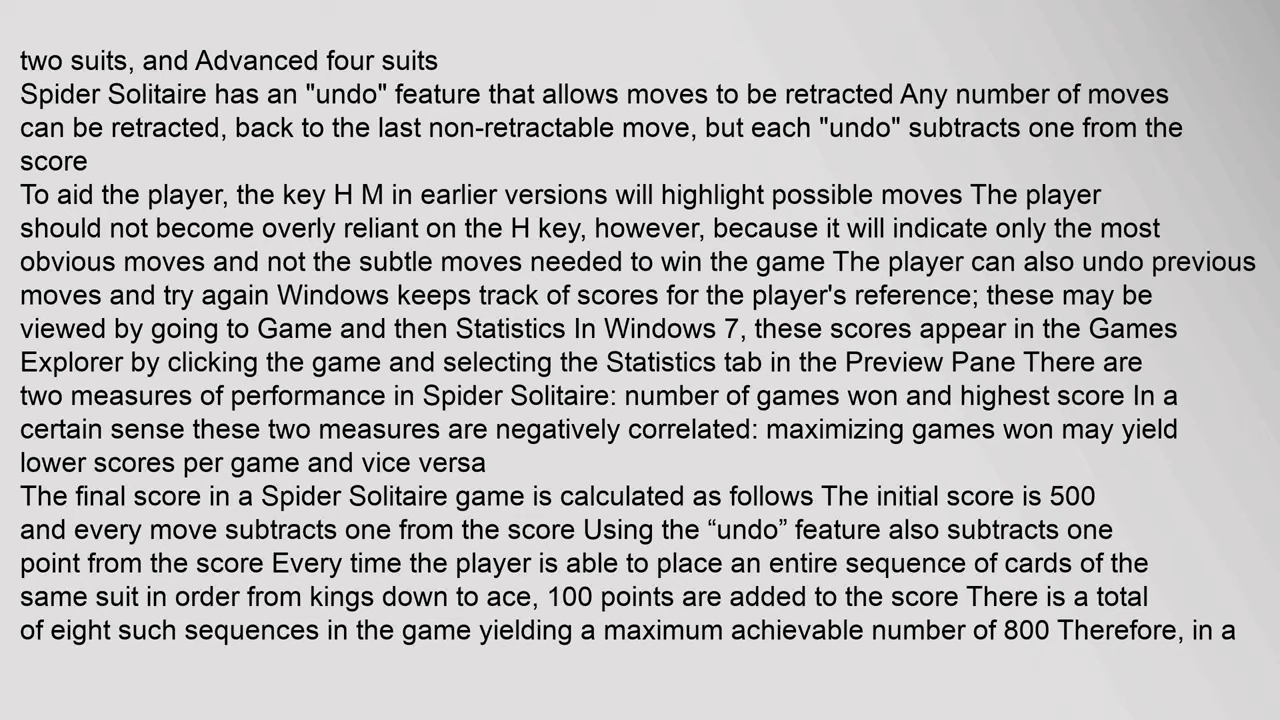 two suits, and Advanced four suits
Spider Solitaire has an "undo" feature that allows moves to be retracted Any number of moves
can be retracted, back to the last non-retractable move, but each "undo" subtracts one from the
score
To aid the player, the key H M in earlier versions will highlight possible moves The player
should not become overly reliant on the H key, however, because it will indicate only the most
obvious moves and not the subtle moves needed to win the game The player can also undo previous
moves and try again Windows keeps track of scores for the player's reference; these may be
viewed by going to Game and then Statistics In Windows 7, these scores appear in the Games
Explorer by clicking the game and selecting the Statistics tab in the Preview Pane There are
two measures of performance in Spider Solitaire: number of games won and highest score In a
certain sense these two measures are negatively correlated: maximizing games won may yield
lower scores per game and vice versa
The final score in a Spider Solitaire game is calculated as follows The initial score is 500
and every move subtracts one from the score Using the “undo” feature also subtracts one
point from the score Every time the player is able to place an entire sequence of cards of the
same suit in order from kings down to ace, 100 points are added to the score There is a total
of eight such sequences in the game yielding a maximum achievable number of 800 Therefore, in a